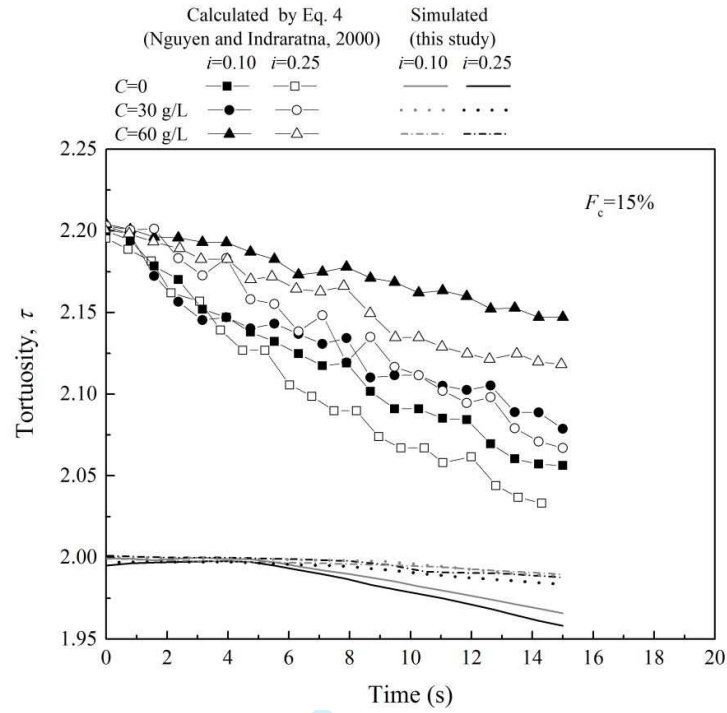 Calculated by Eq. 4 Simulated
(Nguyen and Indraratna, 2000) (this study)
i=0.10 i=0.25 i=0.10 i=0.25
C=0
C=30 g/L
C=60 g/L
2.25
F_c=15%
2.20
2.15
2.10
2.05
2.00
1.95
Tortuosity, τ
0 2 4 6 8 10 12 14 16 18 20
Time (s)